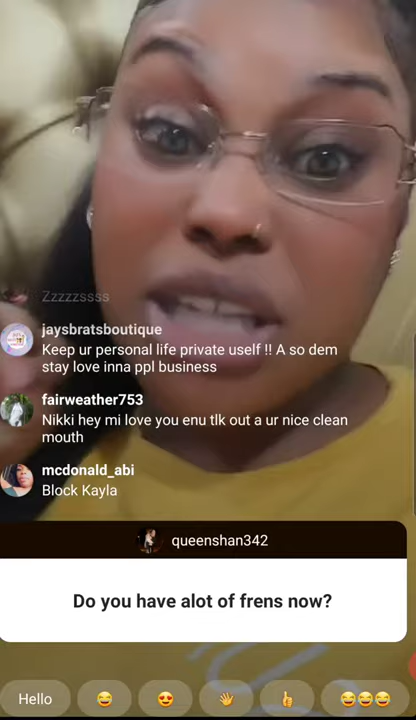 Zzzzzssss
jaysbratsboutique
Keep ur personal life private uself !! A so dem
stay love inna ppl business
fairweather753
Nikki hey mi love you enu tlk out a ur nice clean
mouth
mcdonald_abi
Block Kayla
queenshan342
Do you have alot of frens now?
Hello